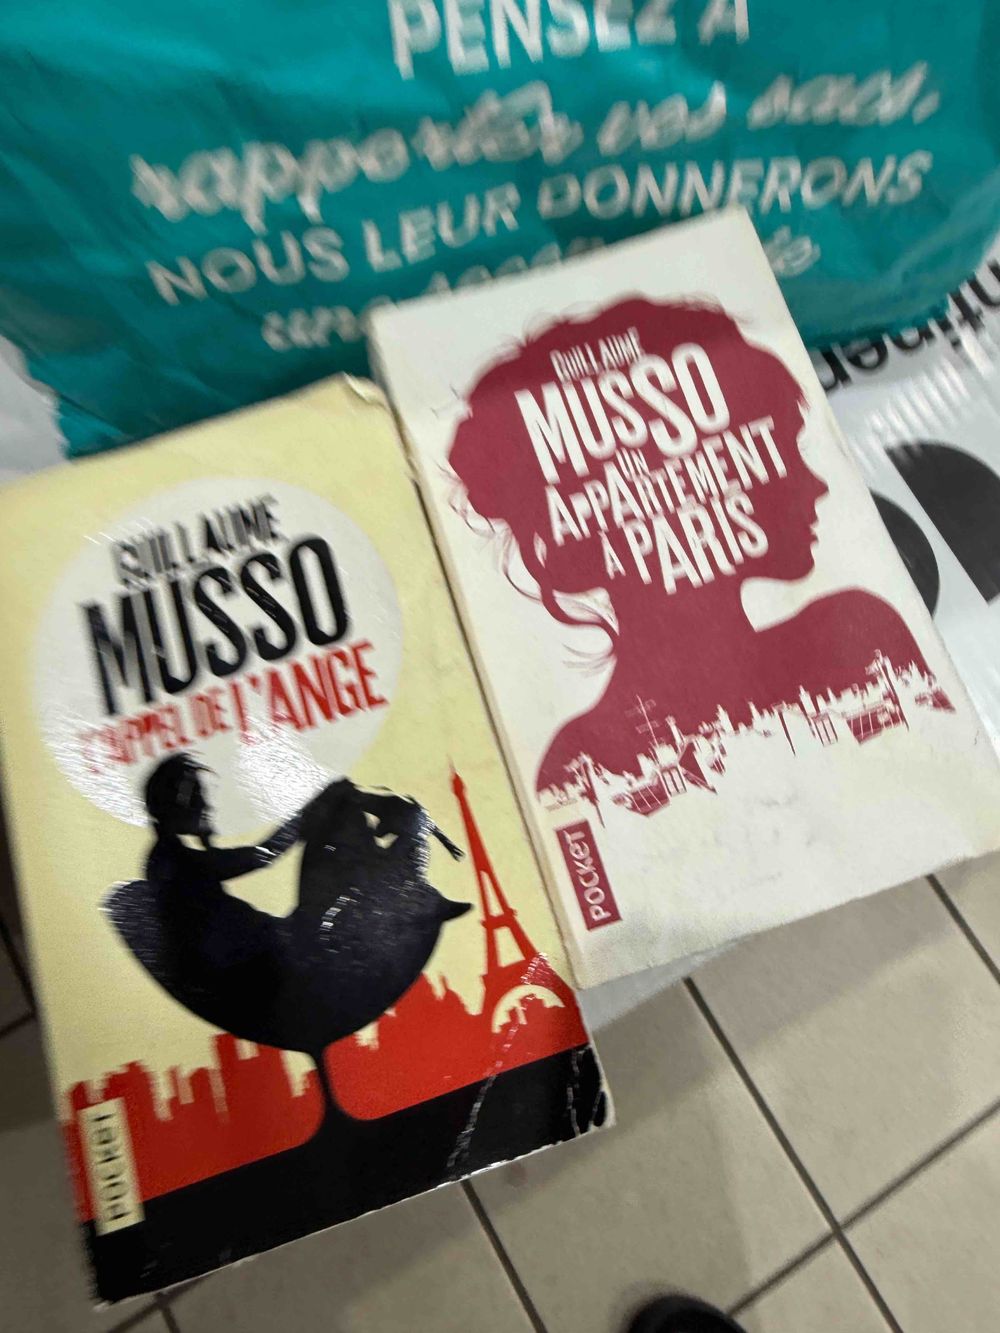 PENSEZ À
rapporter vos sacs,
NOUS LEUR DONNERONS
une
GUILLAUME
MUSSO
UN
APPARTEMENT
À PARIS
POCKET
GUILLAUME
MUSSO
L'APPEL DE L'ANGE
POCKET